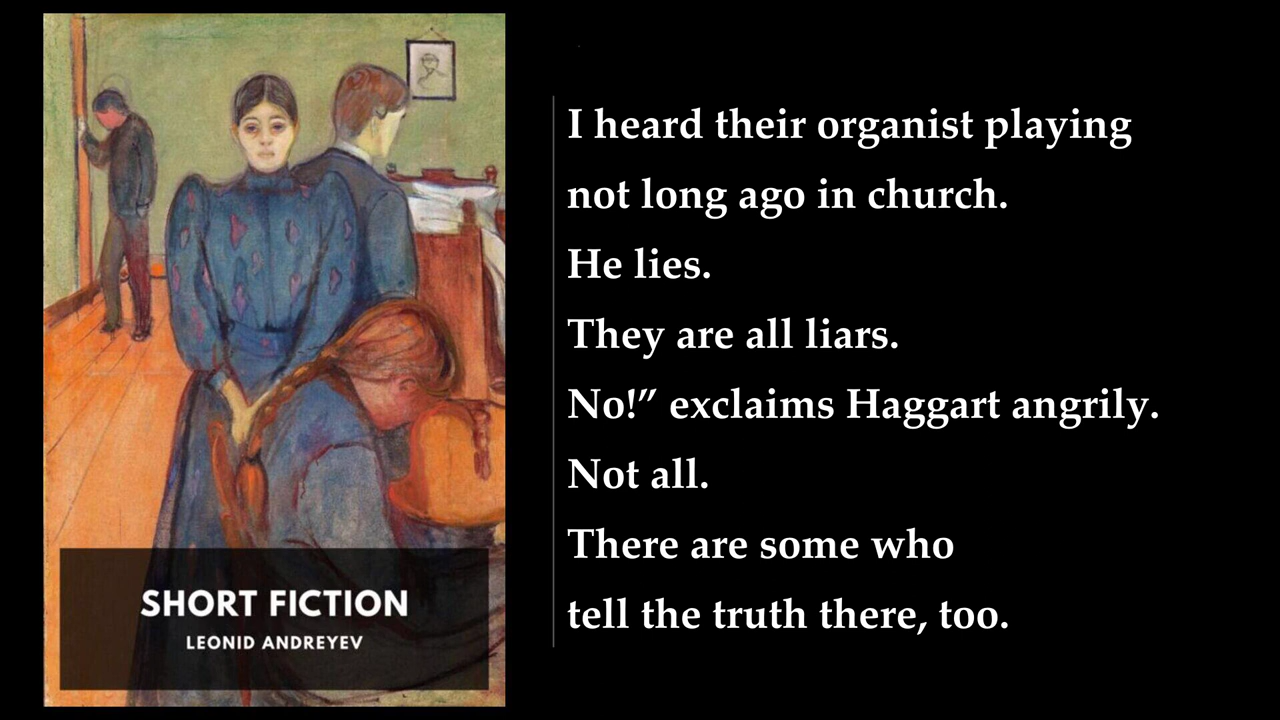 SHORT FICTION
LEONID ANDREYEV
I heard their organist playing
not long ago in church.
He lies.
They are all liars.
No!” exclaims Haggart angrily.
Not all.
There are some who
tell the truth there, too.